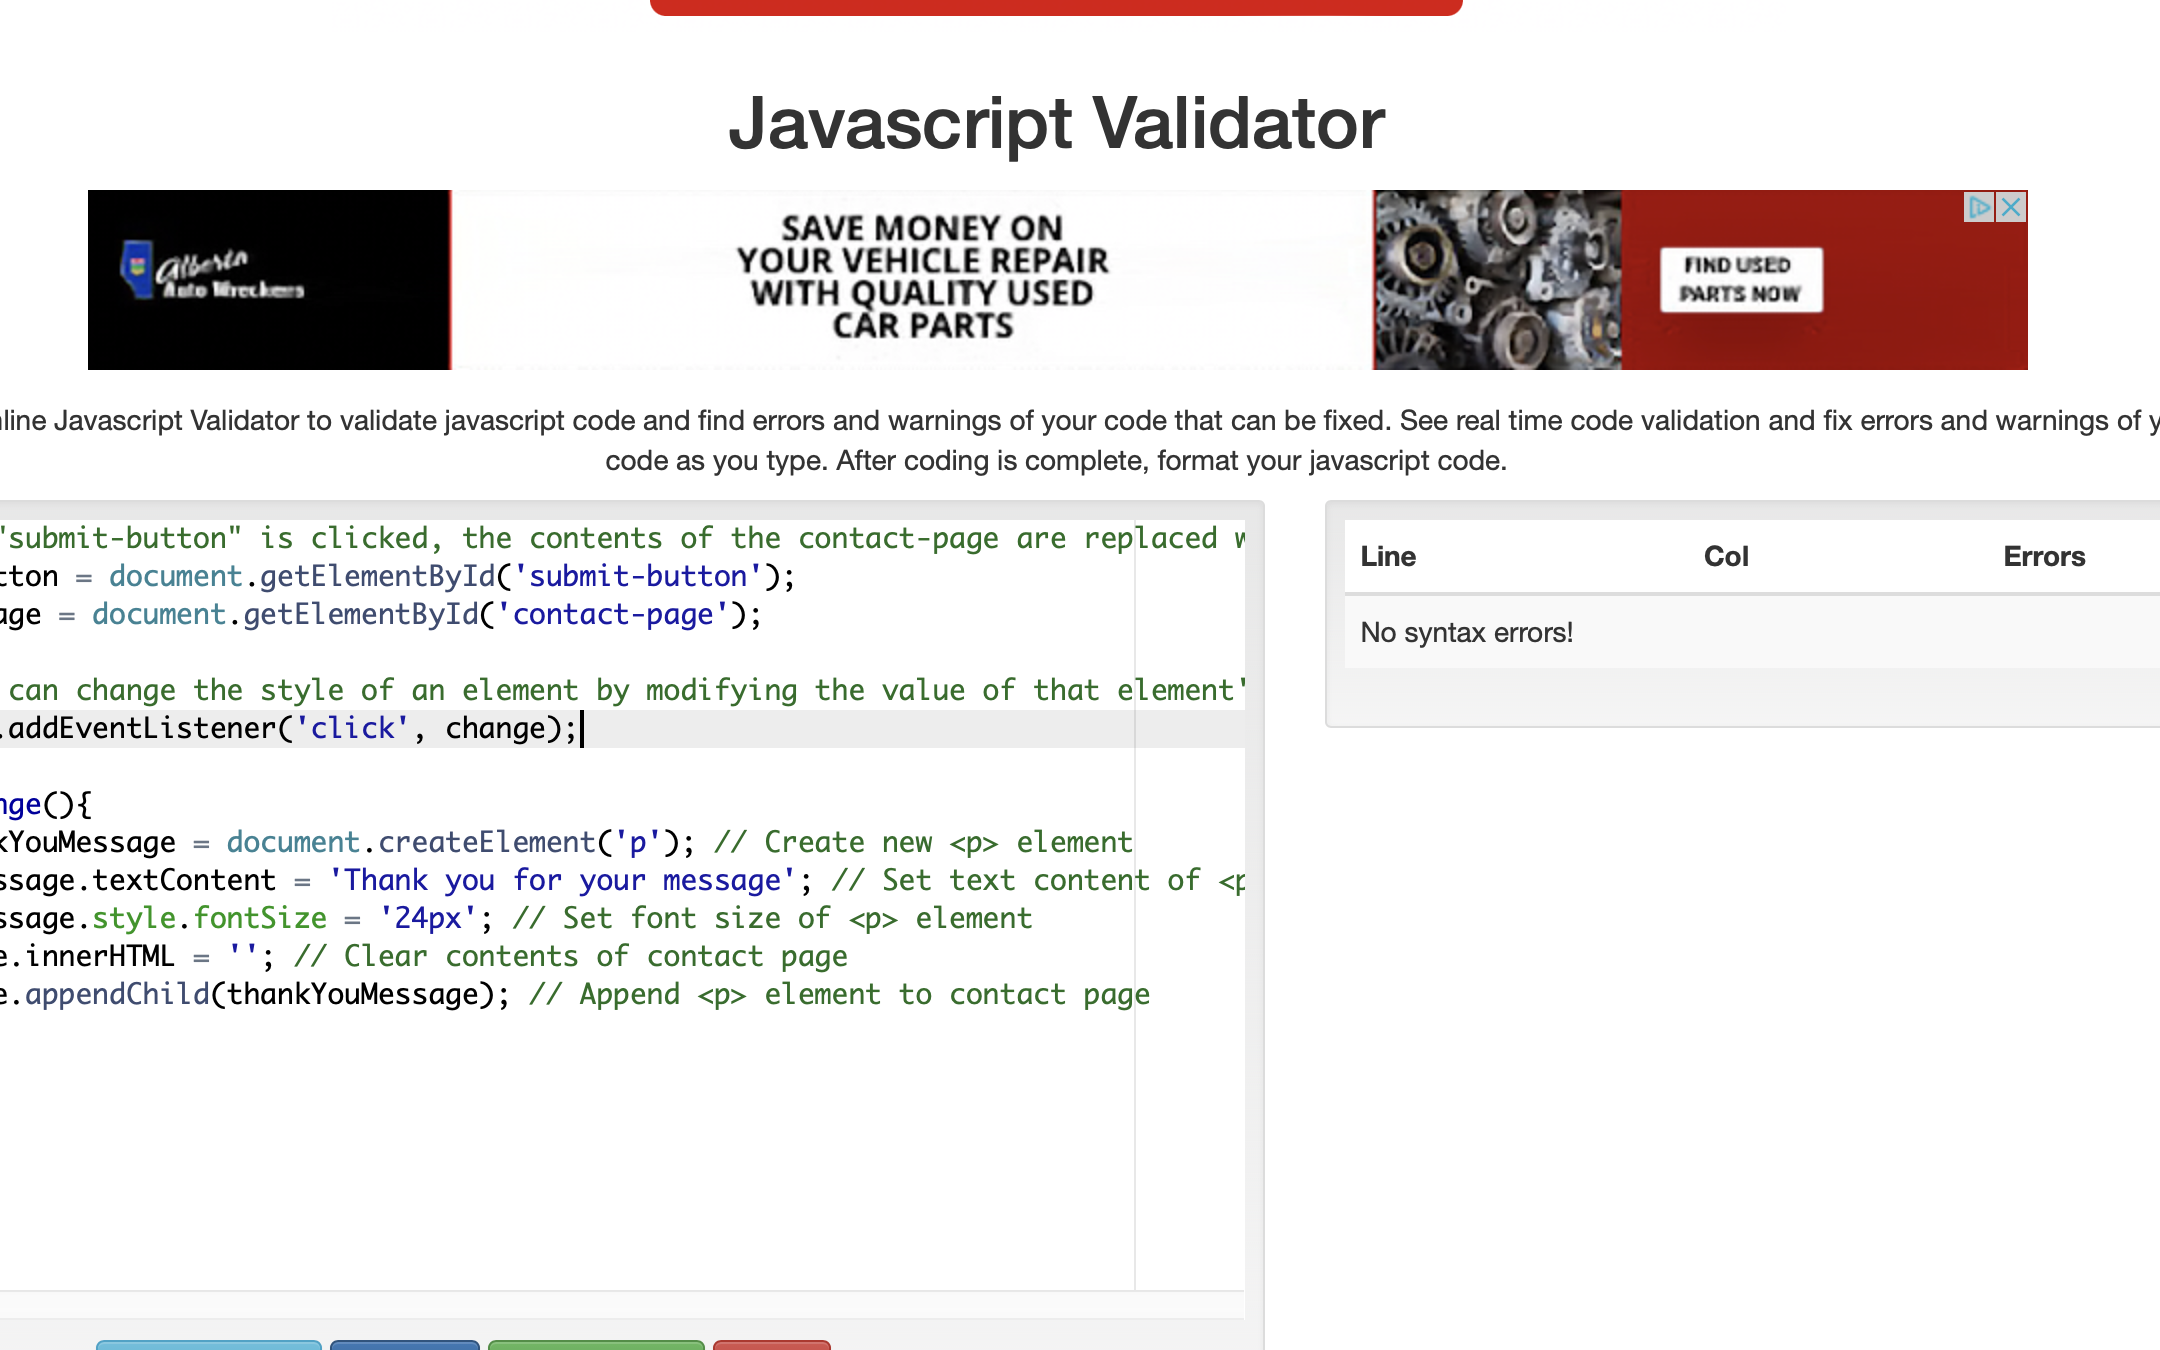 Javascript Validator
Alberta
Auto Wreckers
SAVE MONEY ON
YOUR VEHICLE REPAIR
WITH QUALITY USED
CAR PARTS
FIND USED
PARTS NOW
line Javascript Validator to validate javascript code and find errors and warnings of your code that can be fixed. See real time code validation and fix errors and warnings of y
code as you type. After coding is complete, format your javascript code.
"submit-button" is clicked, the contents of the contact-page are replaced w
tton = document.getElementById('submit-button');
age = document.getElementById('contact-page');
can change the style of an element by modifying the value of that element'
.addEventListener('click', change);
nge(){
kYouMessage = document.createElement('p'); // Create new <p> element
ssage.textContent = 'Thank you for your message'; // Set text content of <p
ssage.style.fontSize = '24px'; // Set font size of <p> element
e.innerHTML = ''; // Clear contents of contact page
e.appendChild(thankYouMessage); // Append <p> element to contact page
Line Col Errors
No syntax errors!